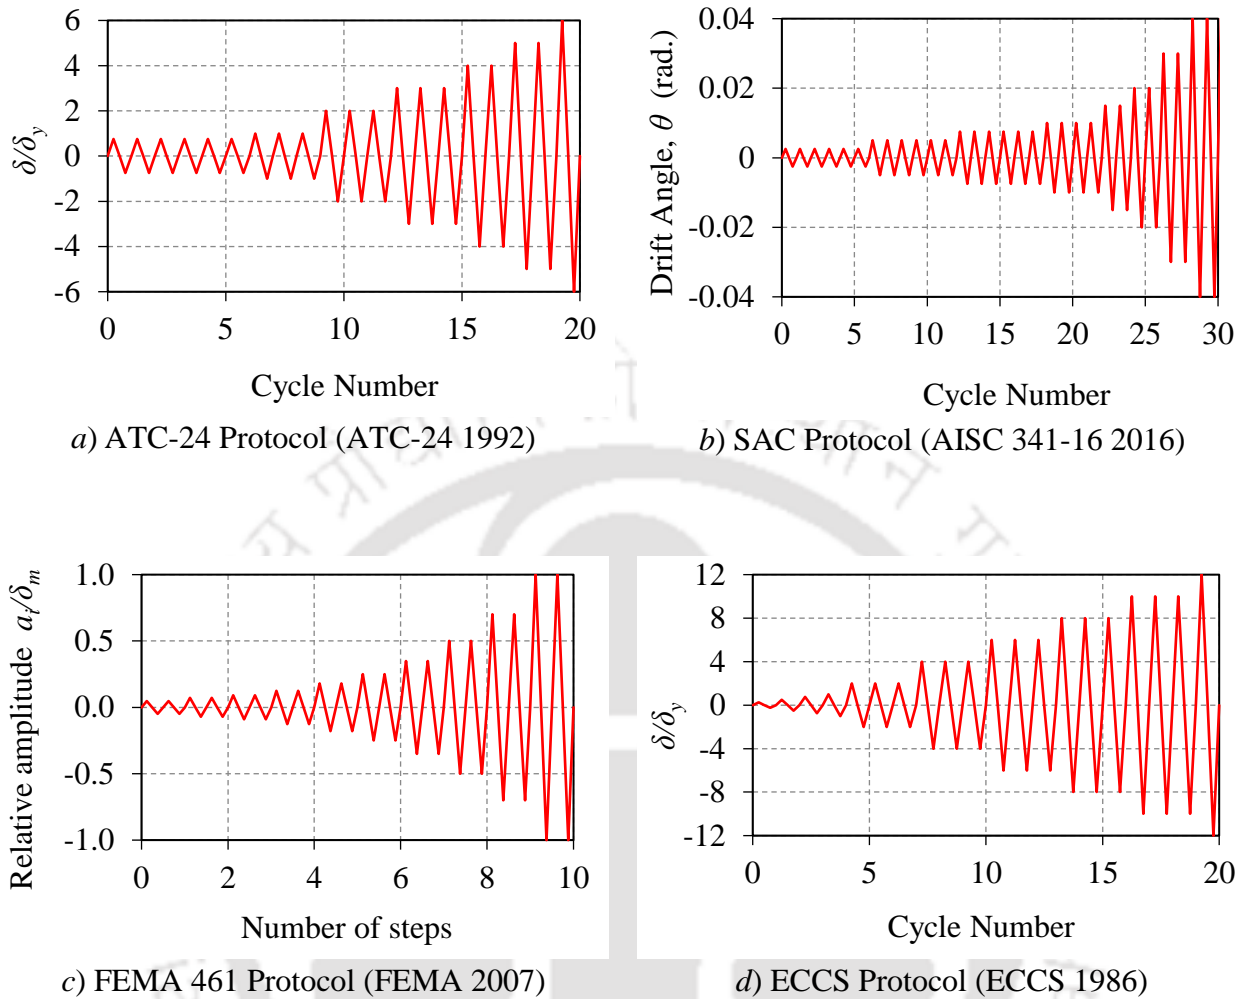 6
4
2
0
-2
-4
-6
δ/δy
0 5 10 15 20
Cycle Number
a) ATC-24 Protocol (ATC-24 1992)
0.04
0.02
0
-0.02
-0.04
Drift Angle, θ (rad.)
0 5 10 15 20 25 30
Cycle Number
b) SAC Protocol (AISC 341-16 2016)
1.0
0.5
0.0
-0.5
-1.0
Relative amplitude ai/δm
0 2 4 6 8 10
Number of steps
c) FEMA 461 Protocol (FEMA 2007)
12
8
4
0
-4
-8
-12
δ/δy
0 5 10 15 20
Cycle Number
d) ECCS Protocol (ECCS 1986)